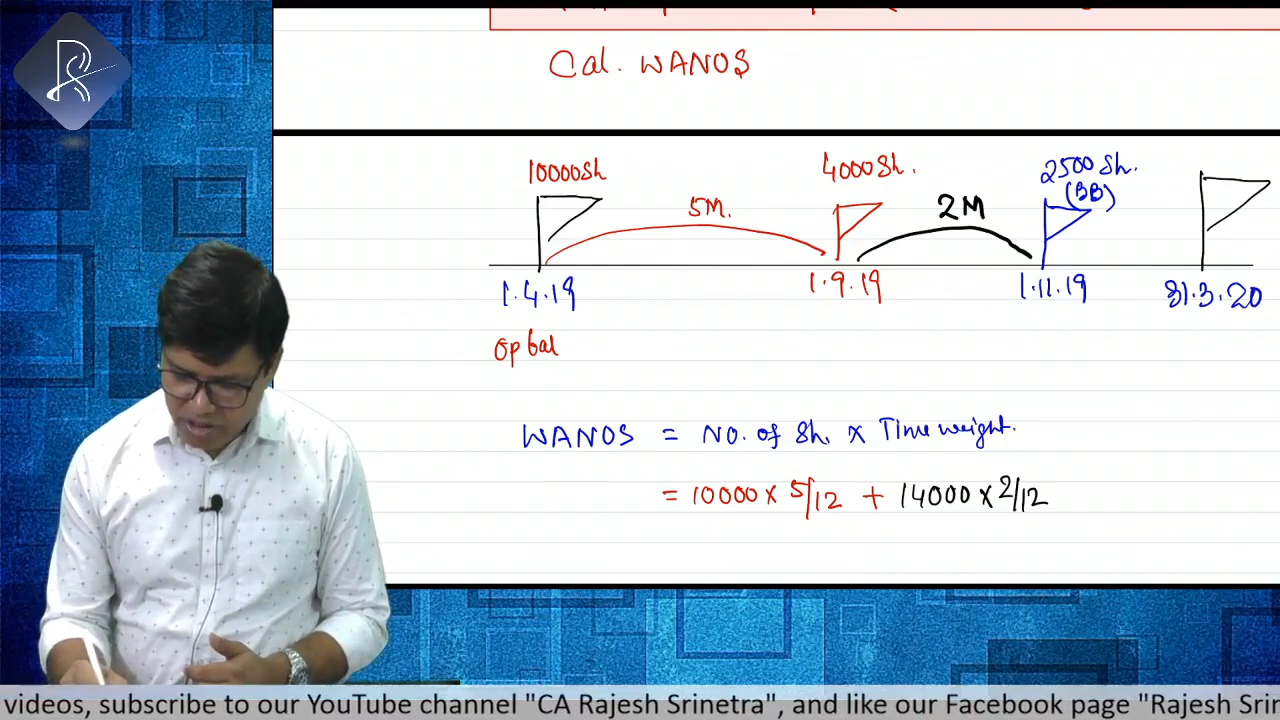 Cal. WANOS
10000Sh
4000Sh.
2500Sh.
(BB)
5M.
2M
1.4.19
1.9.19
1.11.19
31.3.20
op bal
WANOS = NO. of Sh. x Time weight.
= 10000 x 5/12 + 14000 x 2/12
videos, subscribe to our YouTube channel "CA Rajesh Srinetra", and like our Facebook page "Rajesh Srin